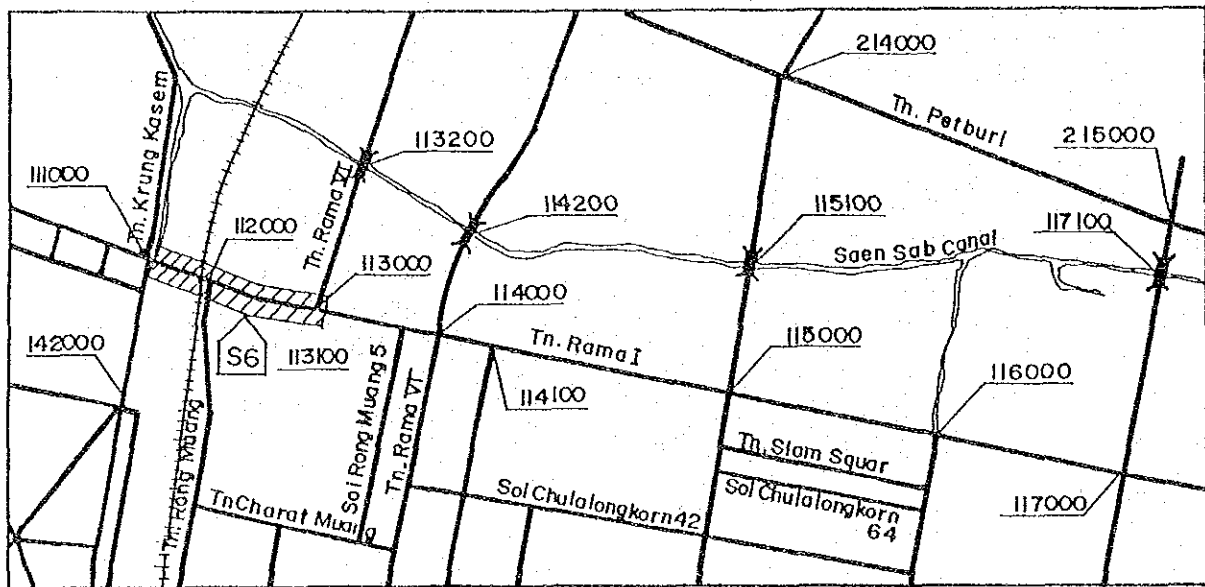 214000
Th. Petburi
215000
113200
Th. Krung Kasem
111000
Th. Rama VI
114200
115100
117100
Saen Sab Canal
112000
113000
114000
142000
S6
113100
Tn. Rama I
115000
116000
114100
Soi Rong Muang 5
Tn. Rama VI
Th. Rong Muang
Th. Siam Squar
Soi Chulalongkorn 42
Soi Chulalongkorn
64
117000
Tn Charat Muang